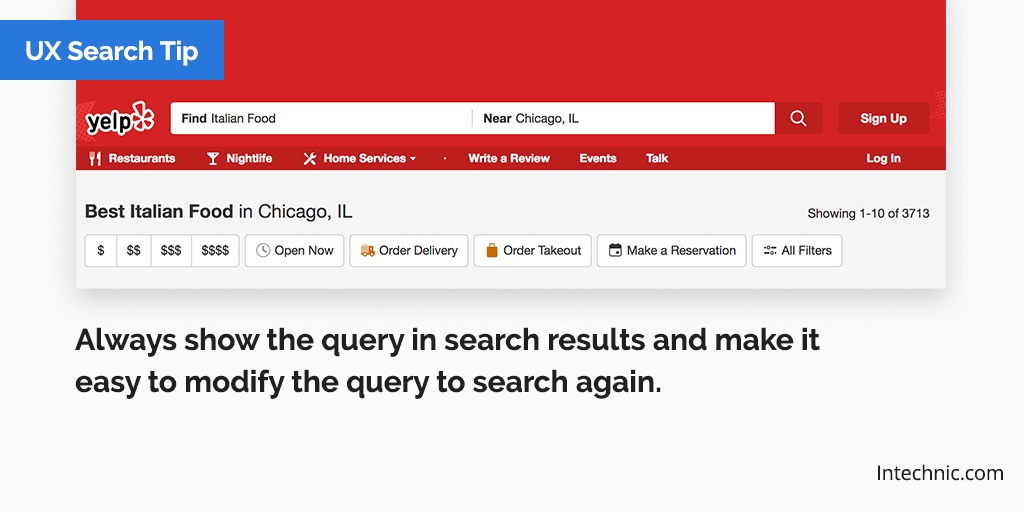 UX Search Tip
yelp
Find Italian Food
Near Chicago, IL
Sign Up
Restaurants
Nightlife
Home Services
Write a Review
Events
Talk
Log In
Best Italian Food in Chicago, IL
Showing 1-10 of 3713
$
$$
$$$
$$$$
Open Now
Order Delivery
Order Takeout
Make a Reservation
All Filters
Always show the query in search results and make it
easy to modify the query to search again.
Intechnic.com